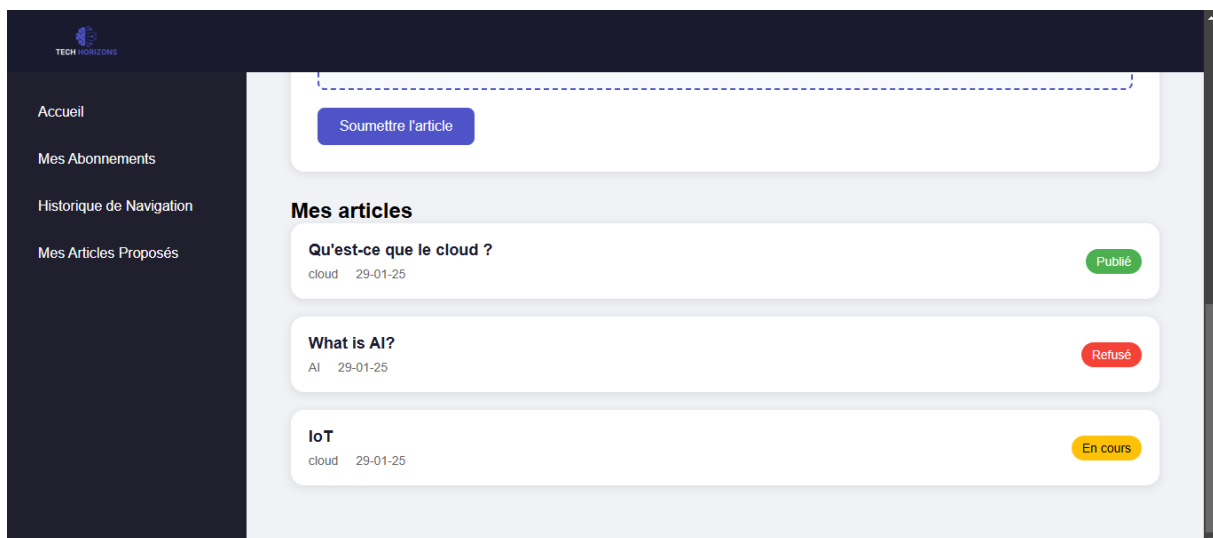 TECH HORIZONS
Accueil
Mes Abonnements
Historique de Navigation
Mes Articles Proposés
Soumettre l'article
Mes articles
Qu'est-ce que le cloud ?
cloud 29-01-25
Publié
What is AI?
AI 29-01-25
Refusé
IoT
cloud 29-01-25
En cours